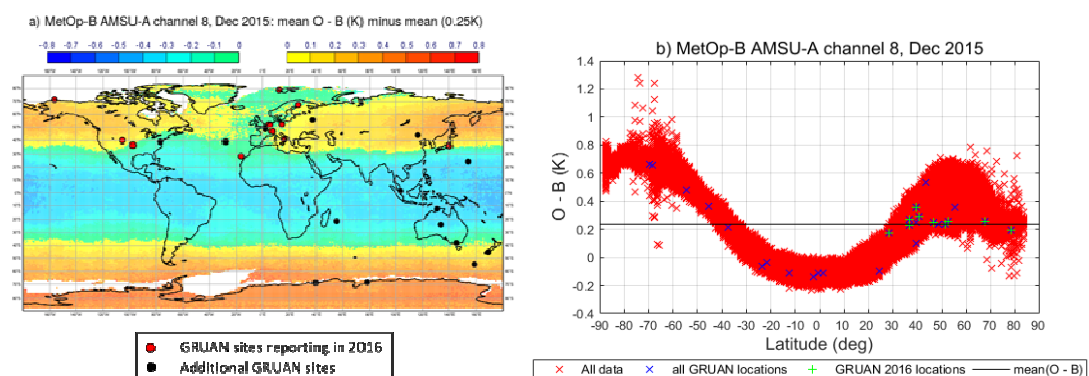 a) MetOp-B AMSU-A channel 8, Dec 2015: mean O - B (K) minus mean (0.25K)
-0.8 -0.6 -0.5 -0.4 -0.3 -0.2 -0.1 0
0 0.1 0.2 0.3 0.4 0.5 0.6 0.8
GRUAN sites reporting in 2016
Additional GRUAN sites
b) MetOp-B AMSU-A channel 8, Dec 2015
O - B (K)
1.4
1.2
1
0.8
0.6
0.4
0.2
0
-0.2
-0.4
-90 -80 -70 -60 -50 -40 -30 -20 -10 0 10 20 30 40 50 60 70 80 90
Latitude (deg)
All data all GRUAN locations GRUAN 2016 locations mean(O - B)